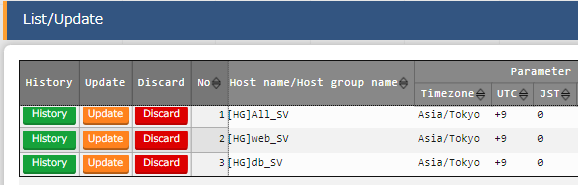 List/Update
Parameter
History Update Discard No Host name/Host group name Timezone UTC JST
History Update Discard 1 [HG]All_SV Asia/Tokyo +9 0
History Update Discard 2 [HG]web_SV Asia/Tokyo +9 0
History Update Discard 3 [HG]db_SV Asia/Tokyo +9 0